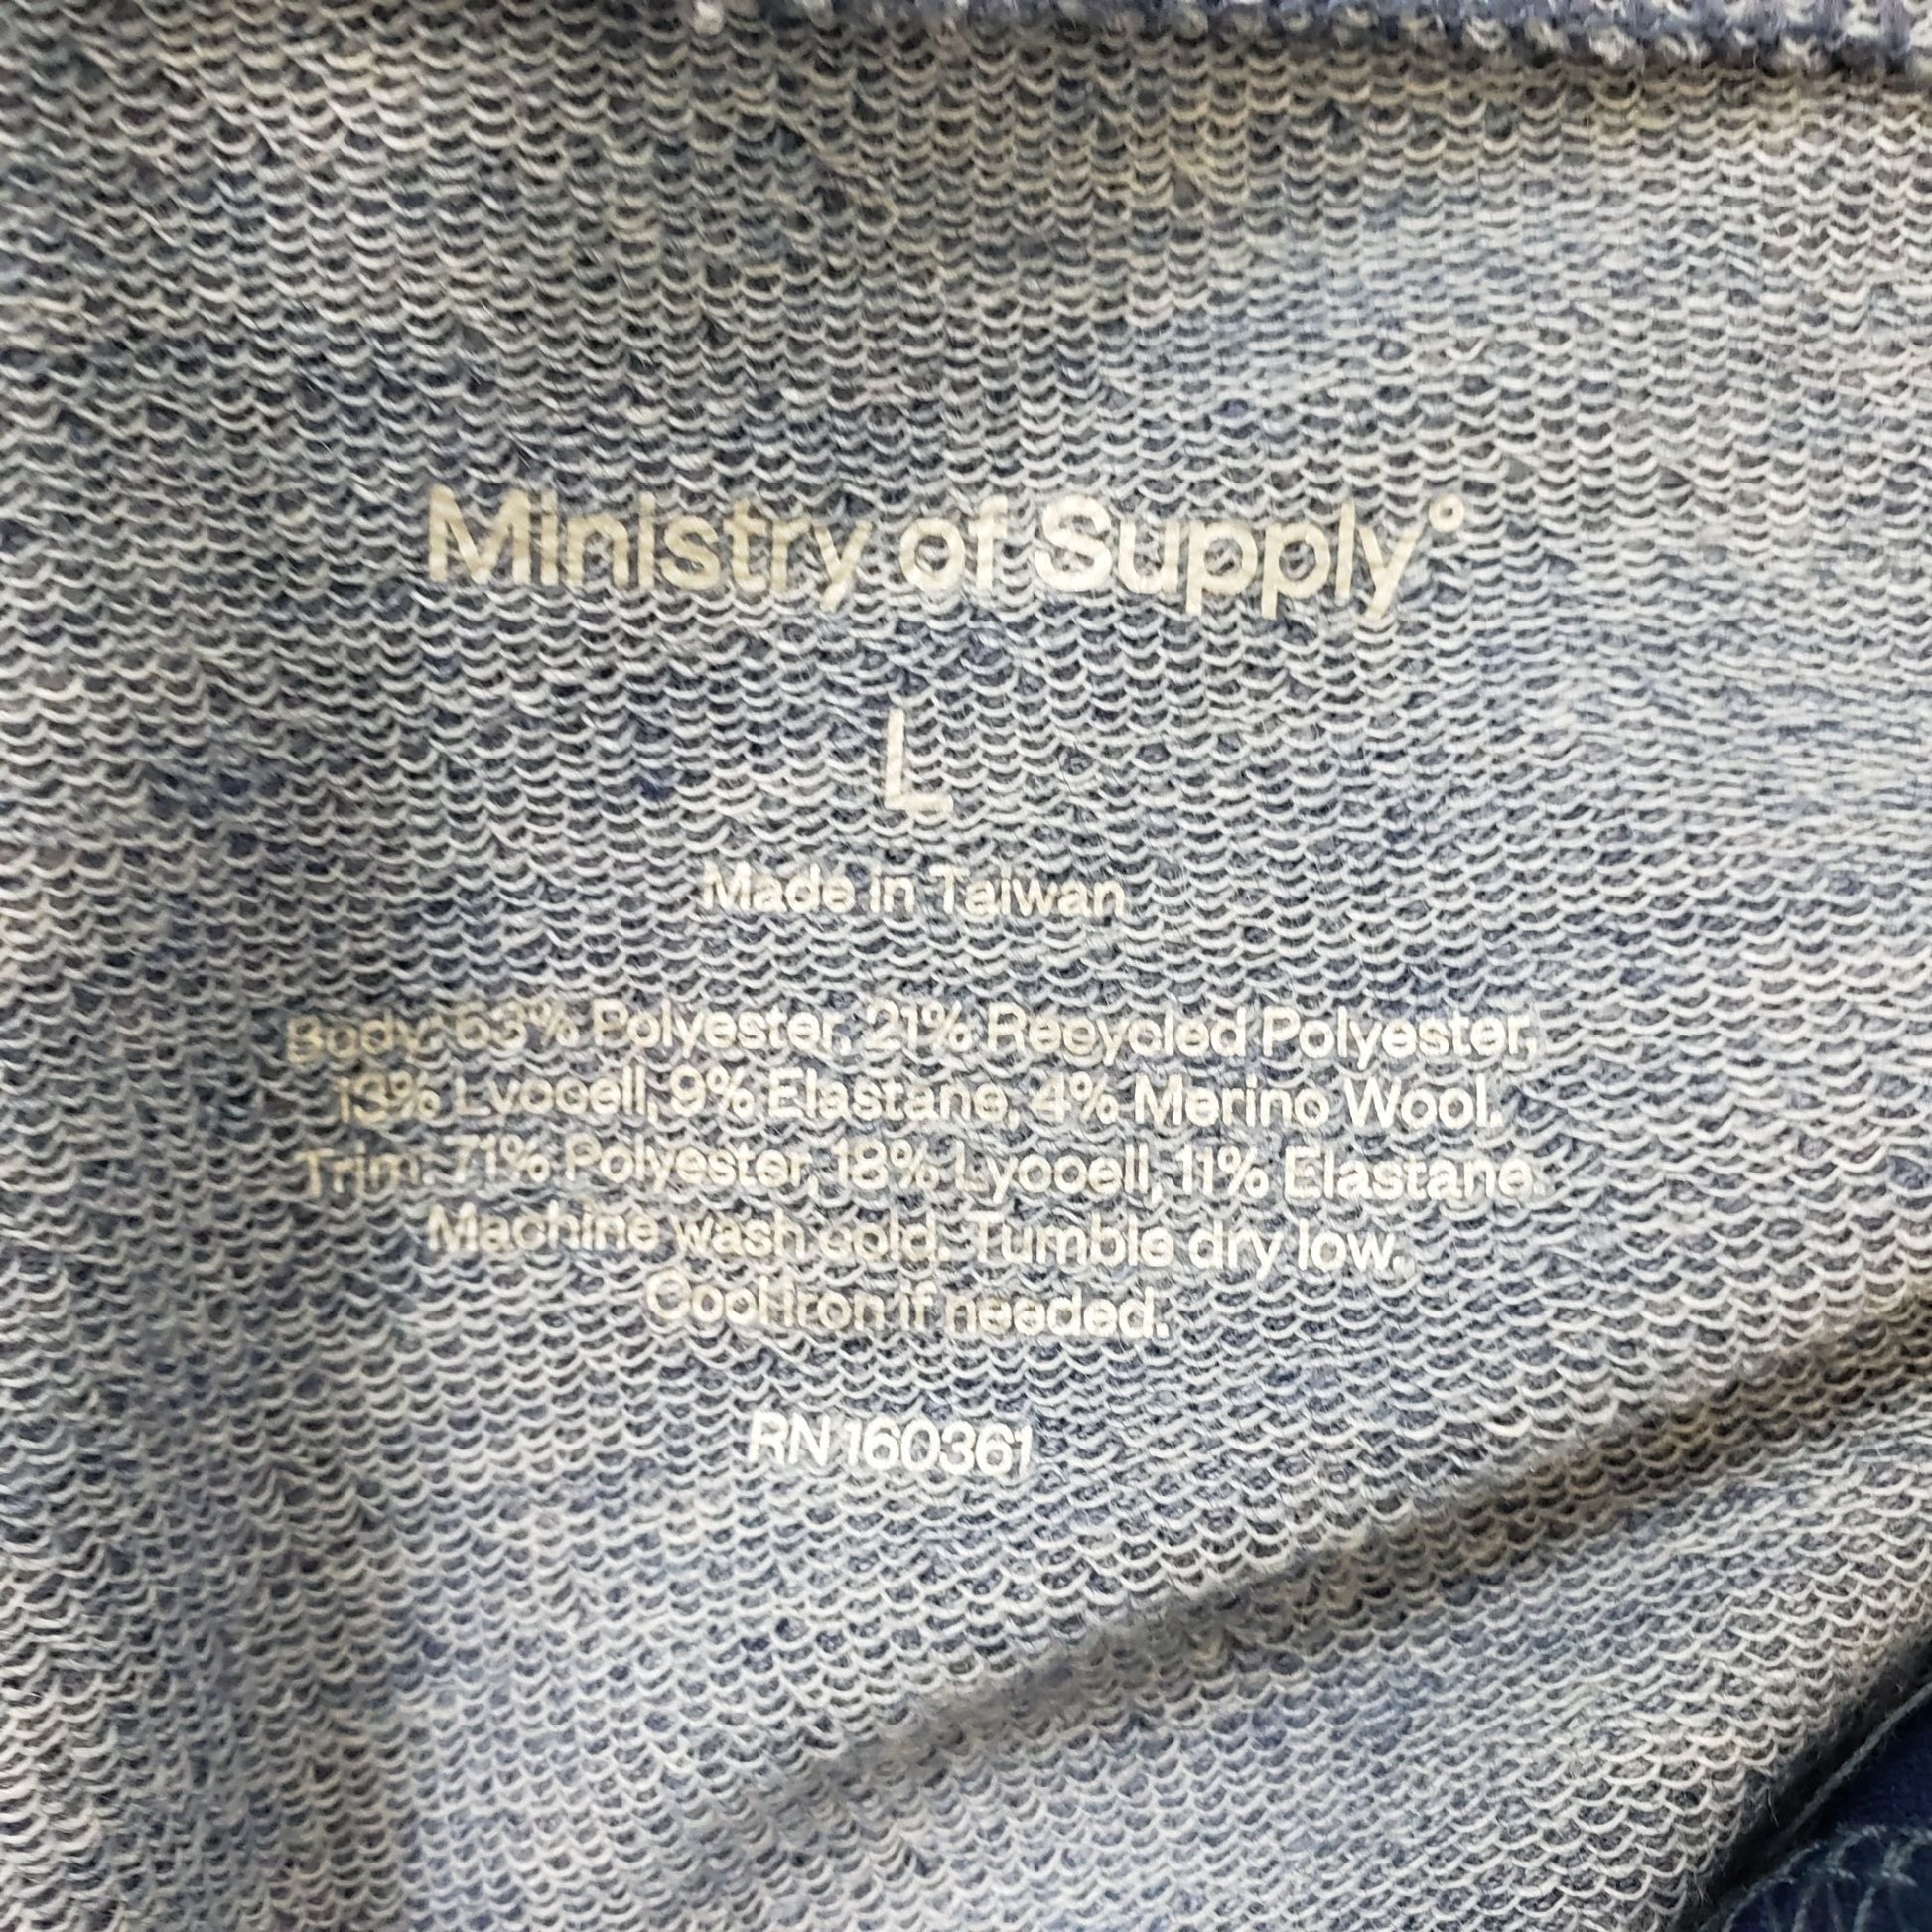 Ministry of Supply°
L
Made in Taiwan
Body: 53% Polyester, 21% Recycled Polyester,
13% Lyocell, 9% Elastane, 4% Merino Wool.
Trim: 71% Polyester, 18% Lyocell, 11% Elastane.
Machine wash cold. Tumble dry low.
Cool iron if needed.
RN 160361